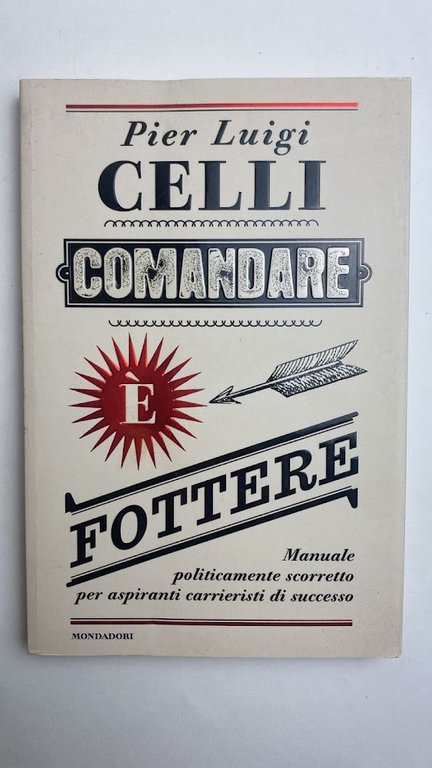 Pier Luigi
CELLI
COMANDARE
È
FOTTERE
Manuale
politicamente scorretto
per aspiranti carrieristi di successo
MONDADORI